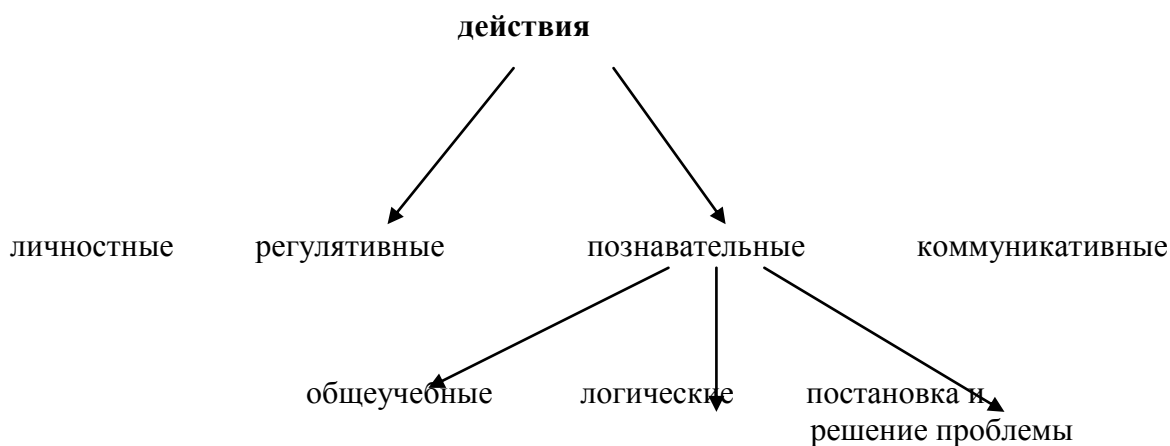 действия
личностные регулятивные познавательные коммуникативные
общеучебные логические постановка и
решение проблемы